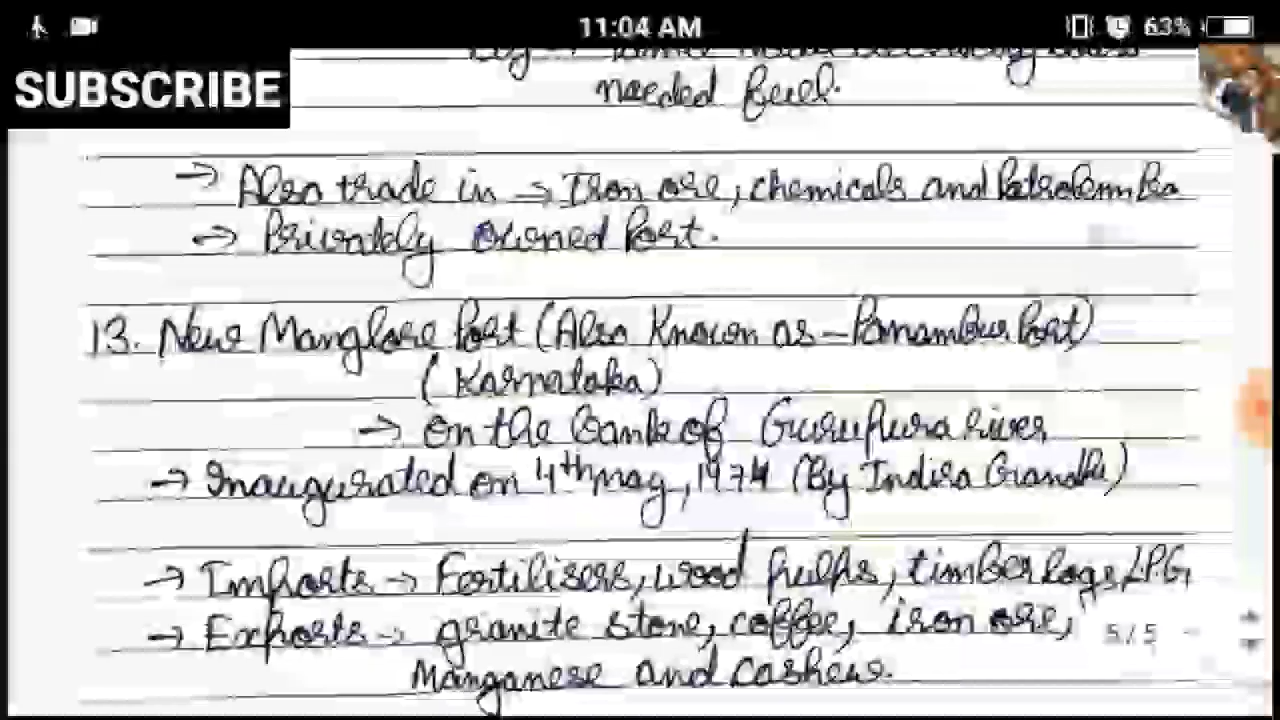 11:04 AM
63%
SUBSCRIBE
needed fuel.
→ Also trade in → Iron ore, chemicals and Petroleum Pro
→ Privately owned Port.
13. New Manglore Port (Also Known as - Panambur Port)
(Karnataka)
→ on the bank of Gurupura river
→ Inaugurated on 4th may, 1974 (By Indira Gandhi)
→ Imports → Fertilisers, wood pulps, timber logs, LPG,
→ Exports → granite stone, coffee, iron ore,
5/5
Manganese and cashews.